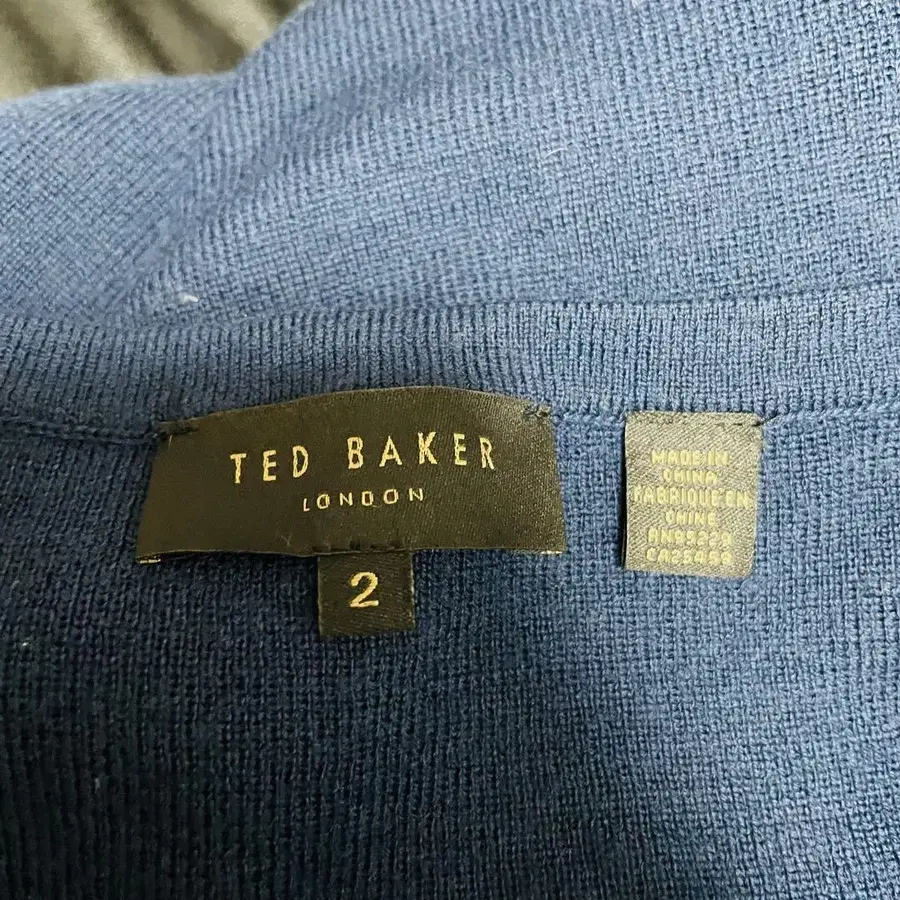 TED BAKER
LONDON
2
MADE IN
CHINA
FABRIQUE EN
CHINE